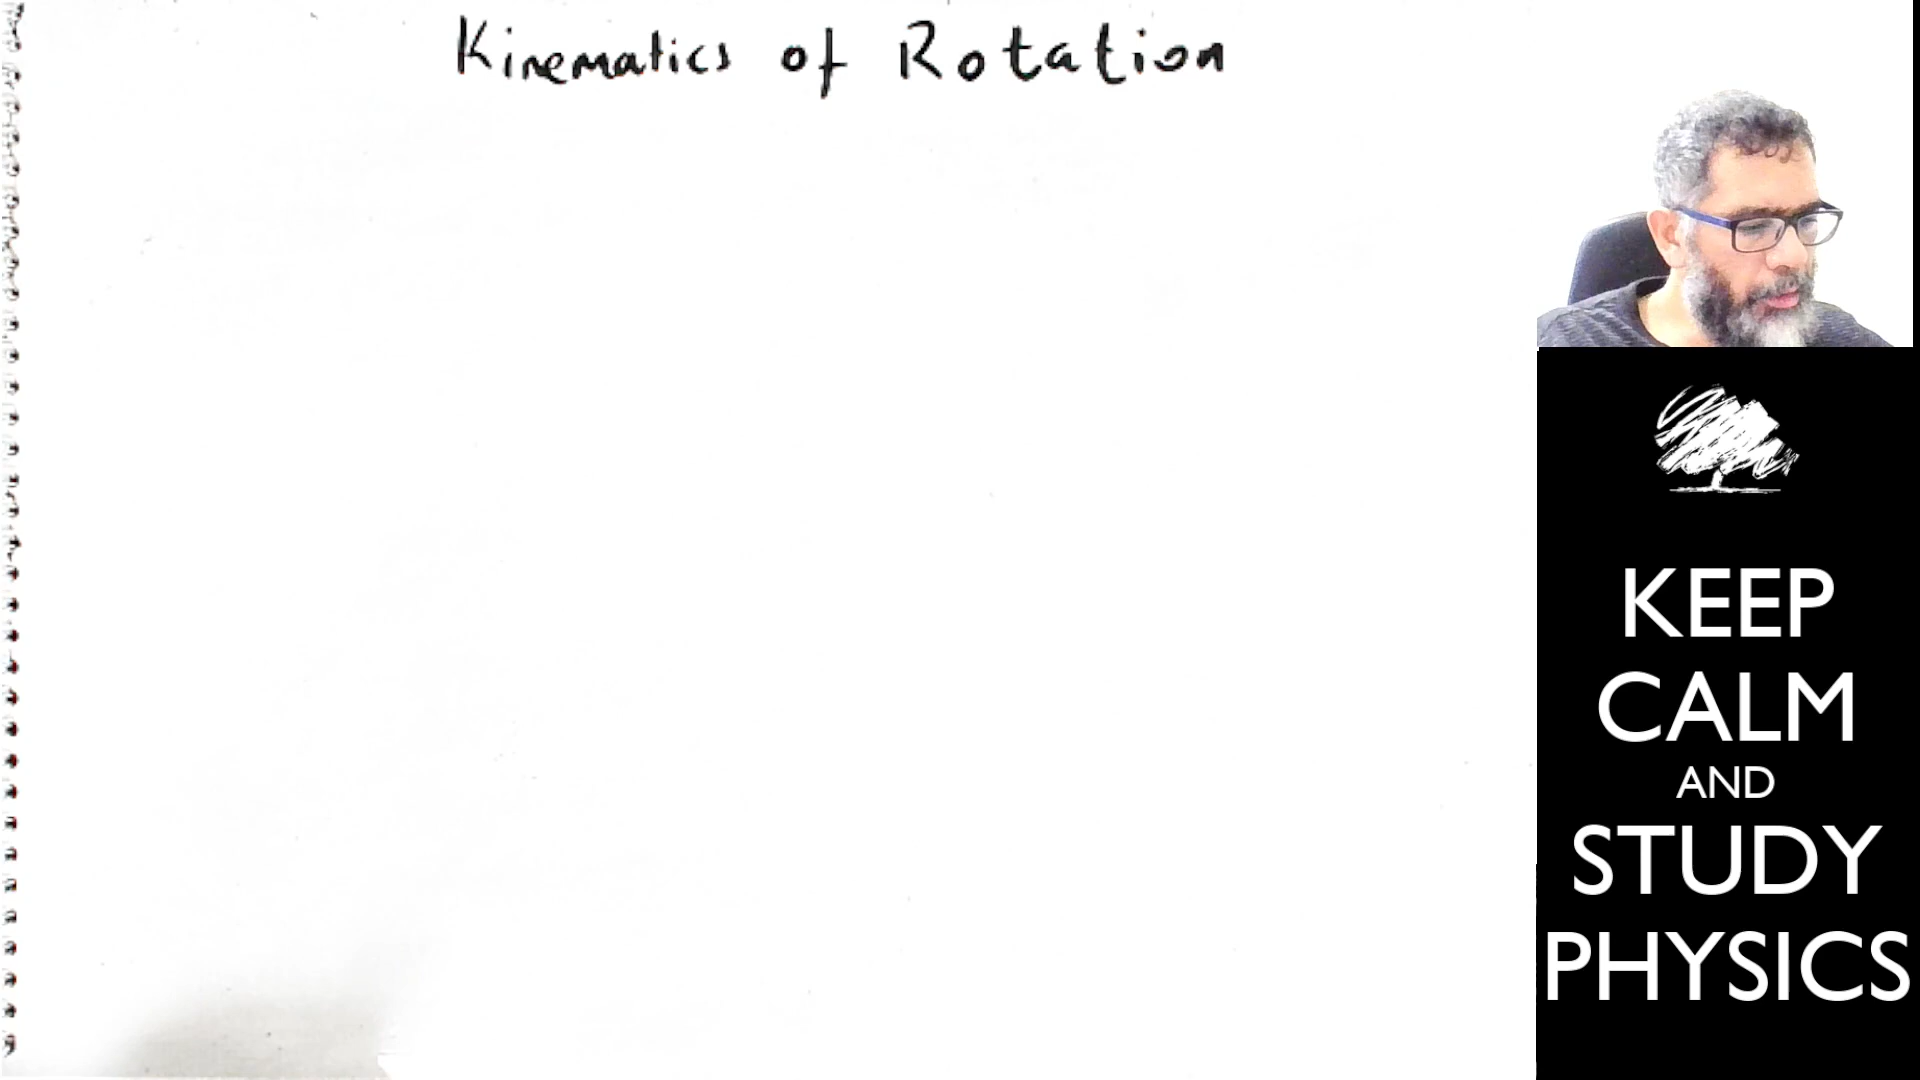 Kinematics of Rotation
KEEP
CALM
AND
STUDY
PHYSICS